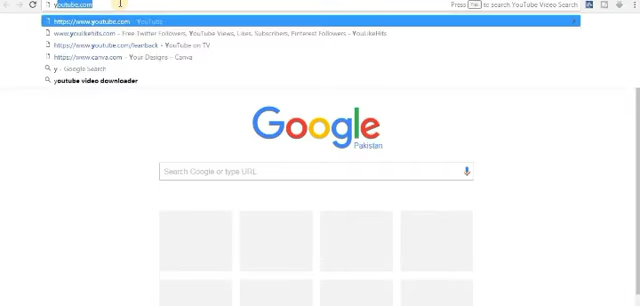 youtube.com Press Tab to search YouTube Video Search
https://www.youtube.com - YouTube
www.youlikehits.com - Free Twitter Followers, YouTube Views, Likes, Subscribers, Pinterest Followers - YouLikeHits
https://www.youtube.com/leanback - YouTube on TV
https://www.canva.com - Your Designs - Canva
y - Google Search
youtube video downloader
Google
Pakistan
Search Google or type URL